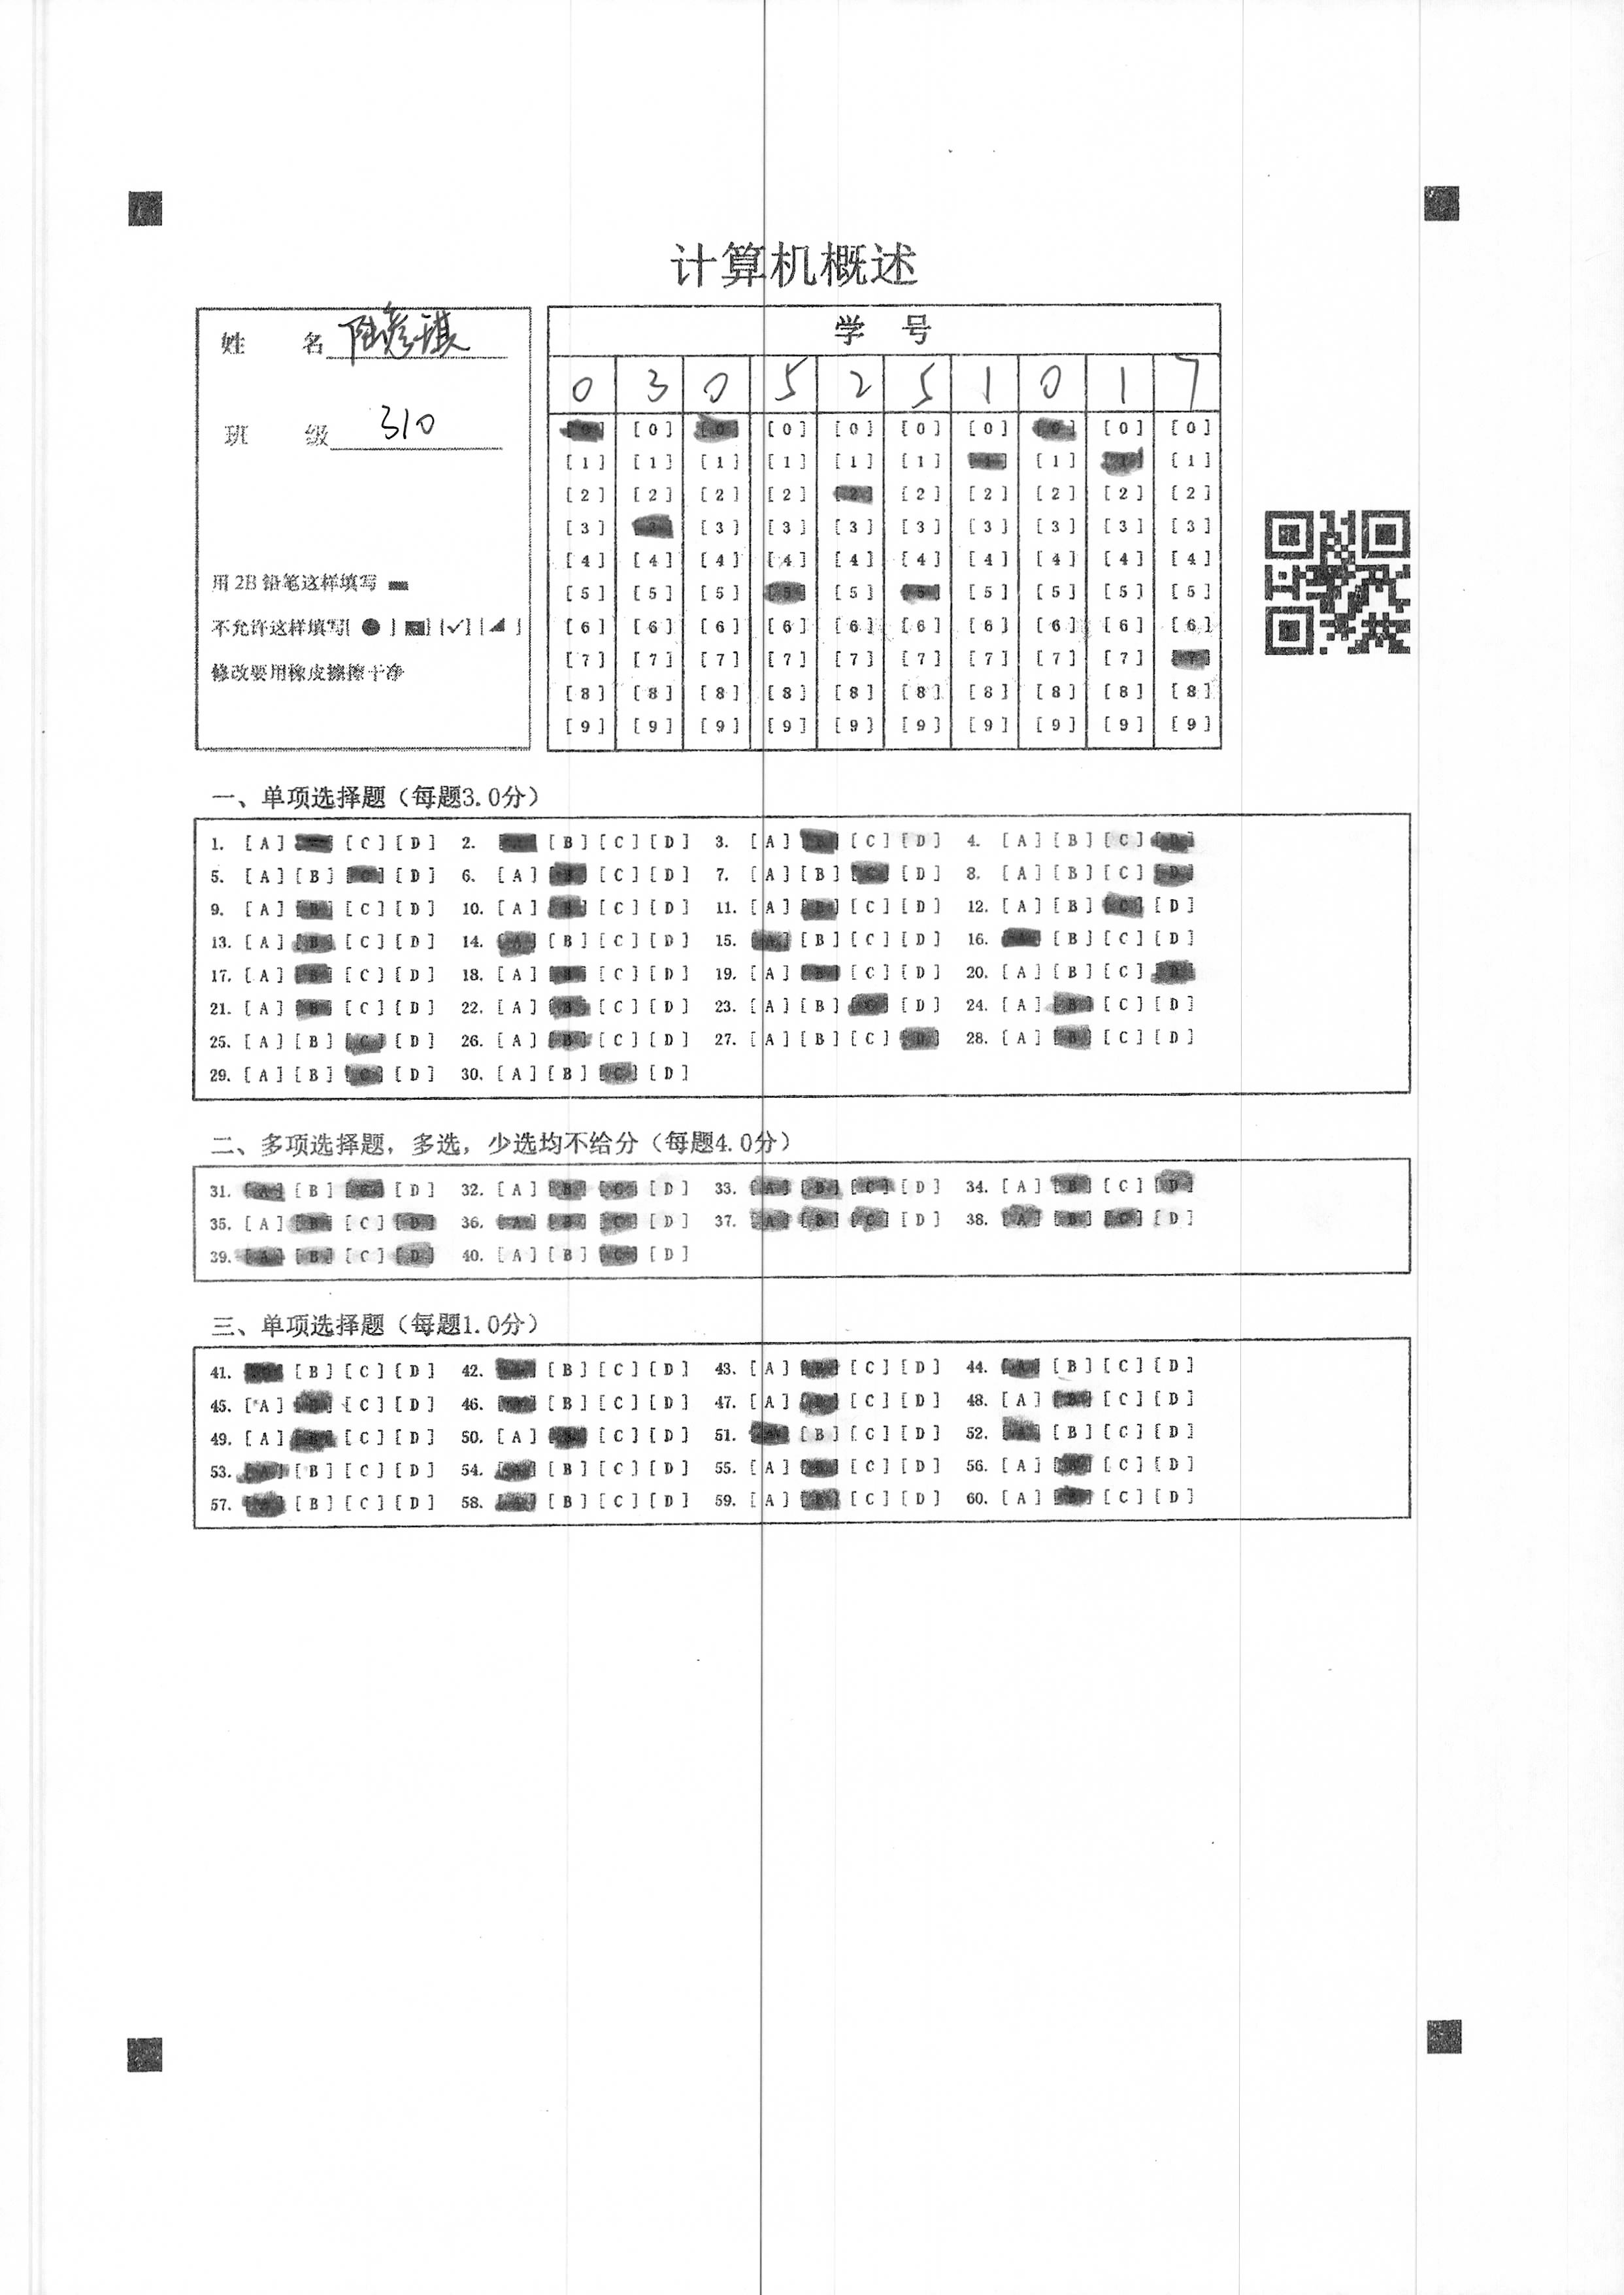 计算机概述
姓 名 陆彦琪
班 级 310
用 2B 铅笔这样填写
不允许这样填写[ ● ] [ ] [✓] [ ]
修改要用橡皮擦擦干净
学 号
0 3 0 5 2 5 1 0 1 7
[0] [0] [0] [0] [0] [0] [0] [0] [0] [0]
[1] [1] [1] [1] [1] [1] [1] [1] [1] [1]
[2] [2] [2] [2] [2] [2] [2] [2] [2] [2]
[3] [3] [3] [3] [3] [3] [3] [3] [3] [3]
[4] [4] [4] [4] [4] [4] [4] [4] [4] [4]
[5] [5] [5] [5] [5] [5] [5] [5] [5] [5]
[6] [6] [6] [6] [6] [6] [6] [6] [6] [6]
[7] [7] [7] [7] [7] [7] [7] [7] [7] [7]
[8] [8] [8] [8] [8] [8] [8] [8] [8] [8]
[9] [9] [9] [9] [9] [9] [9] [9] [9] [9]
一、单项选择题（每题3.0分）
1. [A] [B] [C] [D] 2. [A] [B] [C] [D] 3. [A] [B] [C] [D] 4. [A] [B] [C] [D]
5. [A] [B] [C] [D] 6. [A] [B] [C] [D] 7. [A] [B] [C] [D] 8. [A] [B] [C] [D]
9. [A] [B] [C] [D] 10. [A] [B] [C] [D] 11. [A] [B] [C] [D] 12. [A] [B] [C] [D]
13. [A] [B] [C] [D] 14. [A] [B] [C] [D] 15. [A] [B] [C] [D] 16. [A] [B] [C] [D]
17. [A] [B] [C] [D] 18. [A] [B] [C] [D] 19. [A] [B] [C] [D] 20. [A] [B] [C] [D]
21. [A] [B] [C] [D] 22. [A] [B] [C] [D] 23. [A] [B] [C] [D] 24. [A] [B] [C] [D]
25. [A] [B] [C] [D] 26. [A] [B] [C] [D] 27. [A] [B] [C] [D] 28. [A] [B] [C] [D]
29. [A] [B] [C] [D] 30. [A] [B] [C] [D]
二、多项选择题，多选，少选均不给分（每题4.0分）
31. [A] [B] [C] [D] 32. [A] [B] [C] [D] 33. [A] [B] [C] [D] 34. [A] [B] [C] [D]
35. [A] [B] [C] [D] 36. [A] [B] [C] [D] 37. [A] [B] [C] [D] 38. [A] [B] [C] [D]
39. [A] [B] [C] [D] 40. [A] [B] [C] [D]
三、单项选择题（每题1.0分）
41. [A] [B] [C] [D] 42. [A] [B] [C] [D] 43. [A] [B] [C] [D] 44. [A] [B] [C] [D]
45. [A] [B] [C] [D] 46. [A] [B] [C] [D] 47. [A] [B] [C] [D] 48. [A] [B] [C] [D]
49. [A] [B] [C] [D] 50. [A] [B] [C] [D] 51. [A] [B] [C] [D] 52. [A] [B] [C] [D]
53. [A] [B] [C] [D] 54. [A] [B] [C] [D] 55. [A] [B] [C] [D] 56. [A] [B] [C] [D]
57. [A] [B] [C] [D] 58. [A] [B] [C] [D] 59. [A] [B] [C] [D] 60. [A] [B] [C] [D]